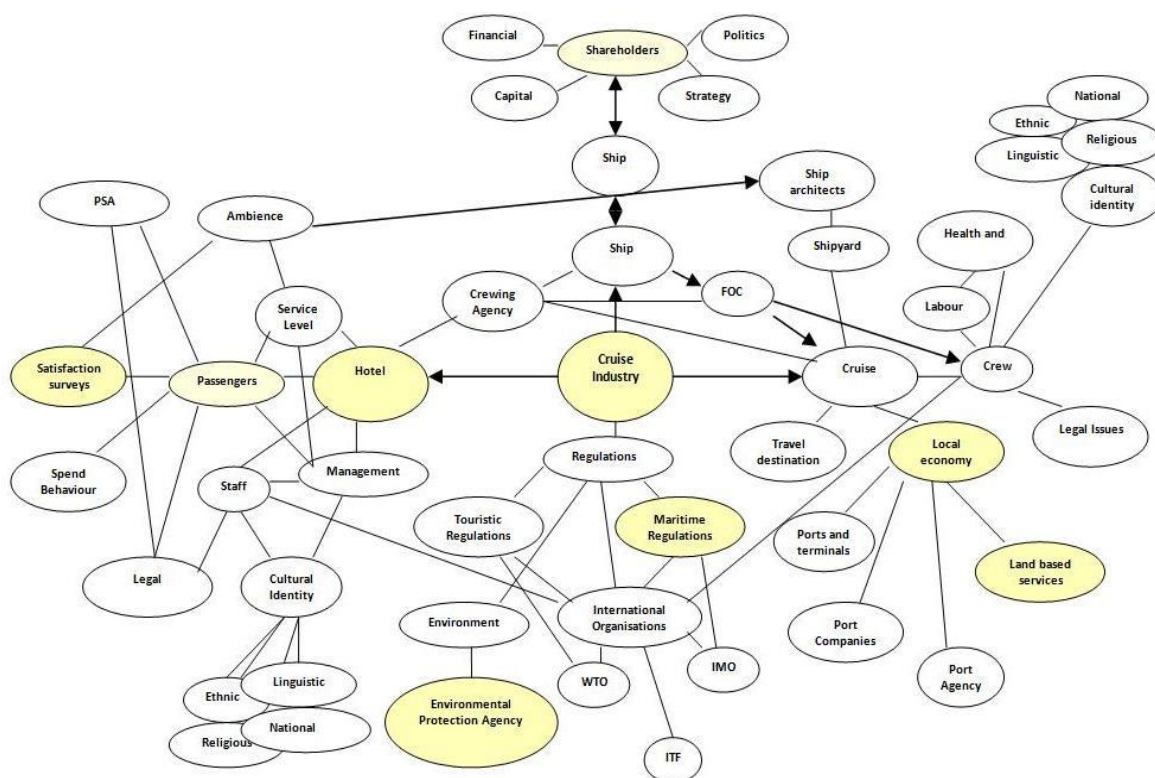 Financial
Shareholders
Politics
Capital
Strategy
National
Ethnic
Religious
Linguistic
Ship
Ship
architects
Cultural
identity
PSA
Ambience
Health and
Ship
Shipyard
Crewing
Agency
FOC
Labour
Service
Level
Satisfaction
surveys
Passengers
Hotel
Cruise
Industry
Cruise
Crew
Legal Issues
Travel
destination
Local
economy
Spend
Behaviour
Staff
Management
Regulations
Touristic
Regulations
Maritime
Regulations
Ports and
terminals
Land based
services
Legal
Cultural
Identity
Environment
International
Organisations
Port
Companies
Linguistic
Ethnic
WTO
IMO
Port
Agency
Environmental
Protection Agency
National
Religious
ITF